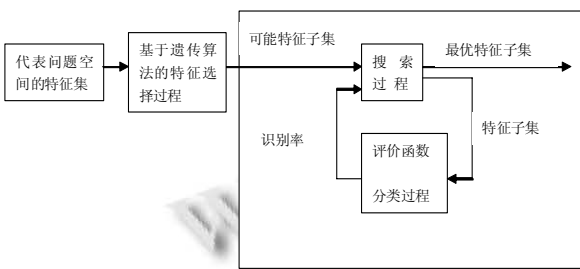 代表问题空
间的特征集
基于遗传算
法的特征选
择过程
可能特征子集
搜 索
过 程
最优特征子集
识别率
特征子集
评价函数
分类过程